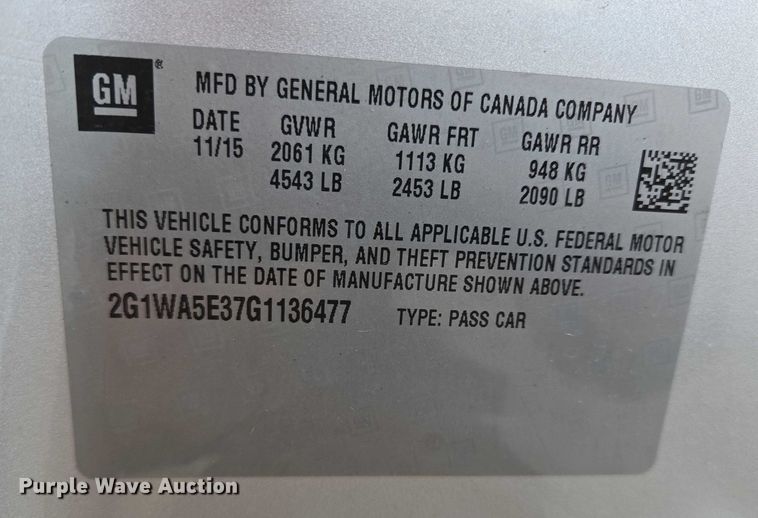 GM®
MFD BY GENERAL MOTORS OF CANADA COMPANY
DATE GVWR GAWR FRT GAWR RR
11/15 2061 KG 1113 KG 948 KG
4543 LB 2453 LB 2090 LB
THIS VEHICLE CONFORMS TO ALL APPLICABLE U.S. FEDERAL MOTOR
VEHICLE SAFETY, BUMPER, AND THEFT PREVENTION STANDARDS IN
EFFECT ON THE DATE OF MANUFACTURE SHOWN ABOVE.
2G1WA5E37G1136477 TYPE: PASS CAR
Purple Wave Auction